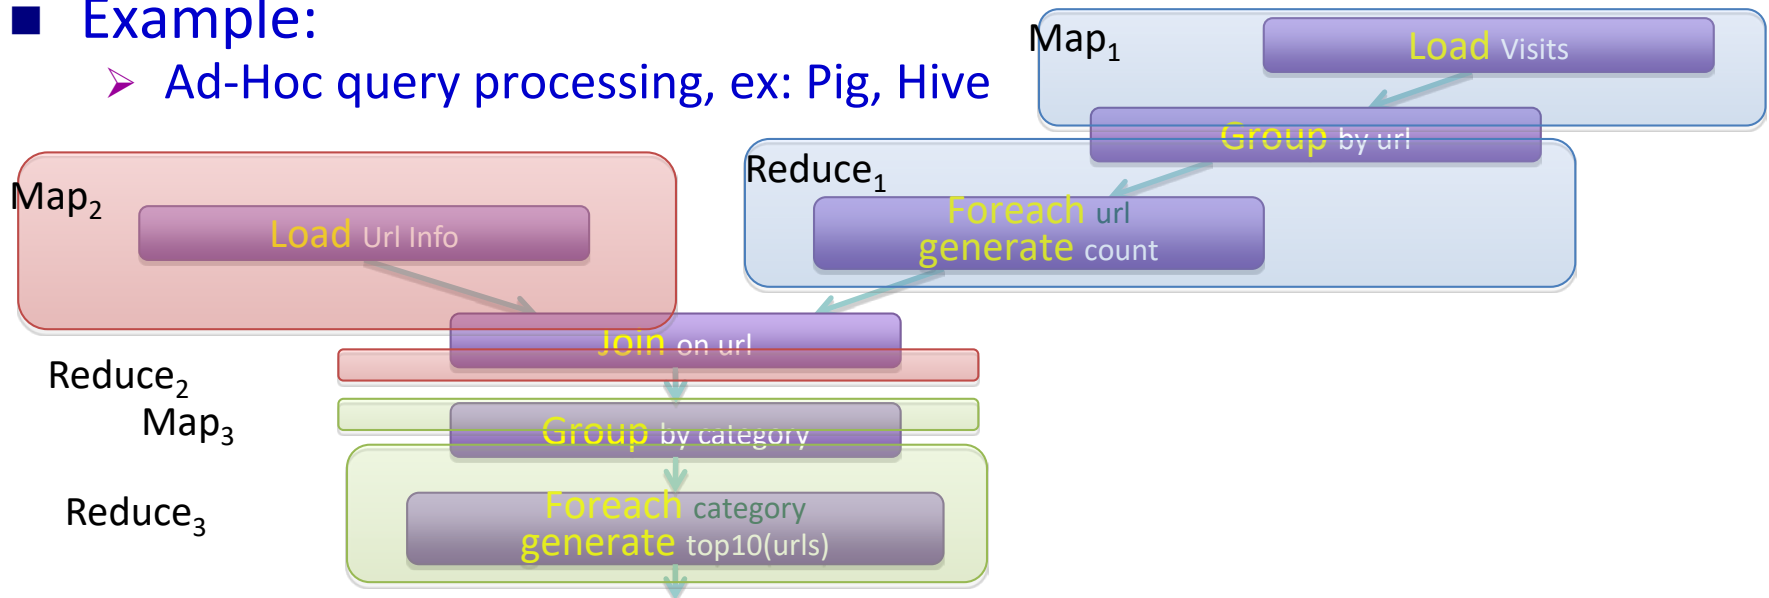 Example:
Ad-Hoc query processing, ex: Pig, Hive
Map1
Load Visits
Group by url
Reduce1
Foreach url
generate count
Map2
Load Url Info
Join on url
Reduce2
Map3
Group by category
Reduce3
Foreach category
generate top10(urls)